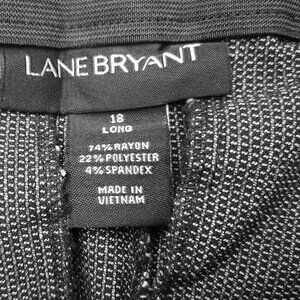 LANE BRYANT
18
LONG
74% RAYON
22% POLYESTER
4% SPANDEX
MADE IN
VIETNAM